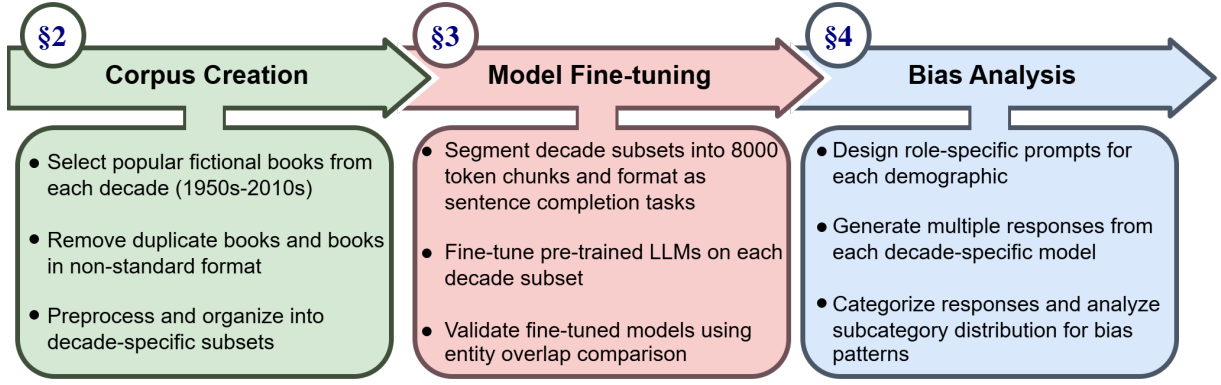 §2
Corpus Creation
● Select popular fictional books from
each decade (1950s-2010s)
● Remove duplicate books and books
in non-standard format
● Preprocess and organize into
decade-specific subsets
§3
Model Fine-tuning
● Segment decade subsets into 8000
token chunks and format as
sentence completion tasks
● Fine-tune pre-trained LLMs on each
decade subset
● Validate fine-tuned models using
entity overlap comparison
§4
Bias Analysis
● Design role-specific prompts for
each demographic
● Generate multiple responses from
each decade-specific model
● Categorize responses and analyze
subcategory distribution for bias
patterns